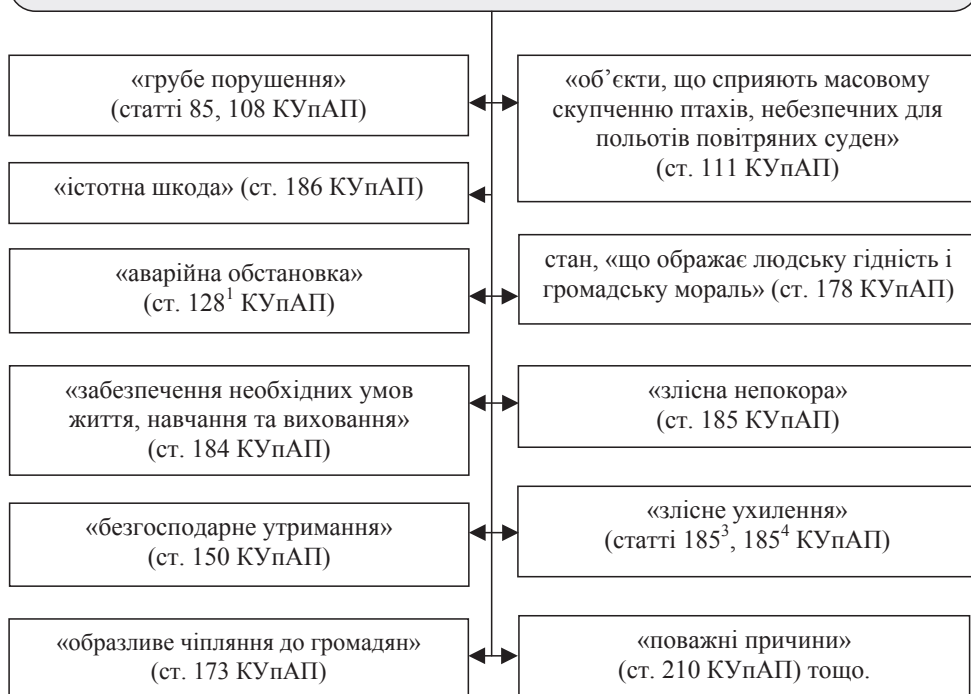 «грубе порушення»
(статті 85, 108 КУпАП)
«об’єкти, що сприяють масовому
скупченню птахів, небезпечних для
польотів повітряних суден»
(ст. 111 КУпАП)
«істотна шкода» (ст. 186 КУпАП)
«аварійна обстановка»
(ст. 128¹ КУпАП)
стан, «що ображає людську гідність і
громадську мораль» (ст. 178 КУпАП)
«забезпечення необхідних умов
життя, навчання та виховання»
(ст. 184 КУпАП)
«злісна непокора»
(ст. 185 КУпАП)
«безгосподарне утримання»
(ст. 150 КУпАП)
«злісне ухилення»
(статті 185³, 185⁴ КУпАП)
«образливе чіпляння до громадян»
(ст. 173 КУпАП)
«поважні причини»
(ст. 210 КУпАП) тощо.